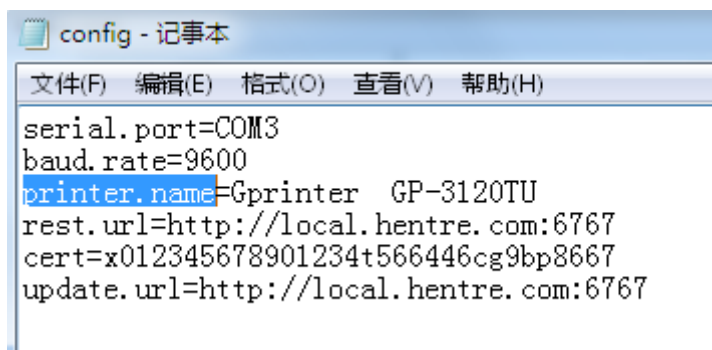 config - 记事本
文件(F) 编辑(E) 格式(O) 查看(V) 帮助(H)
serial.port=COM3
baud.rate=9600
printer.name=Gprinter  GP-3120TU
rest.url=http://local.hentre.com:6767
cert=x012345678901234t566446cg9bp8667
update.url=http://local.hentre.com:6767